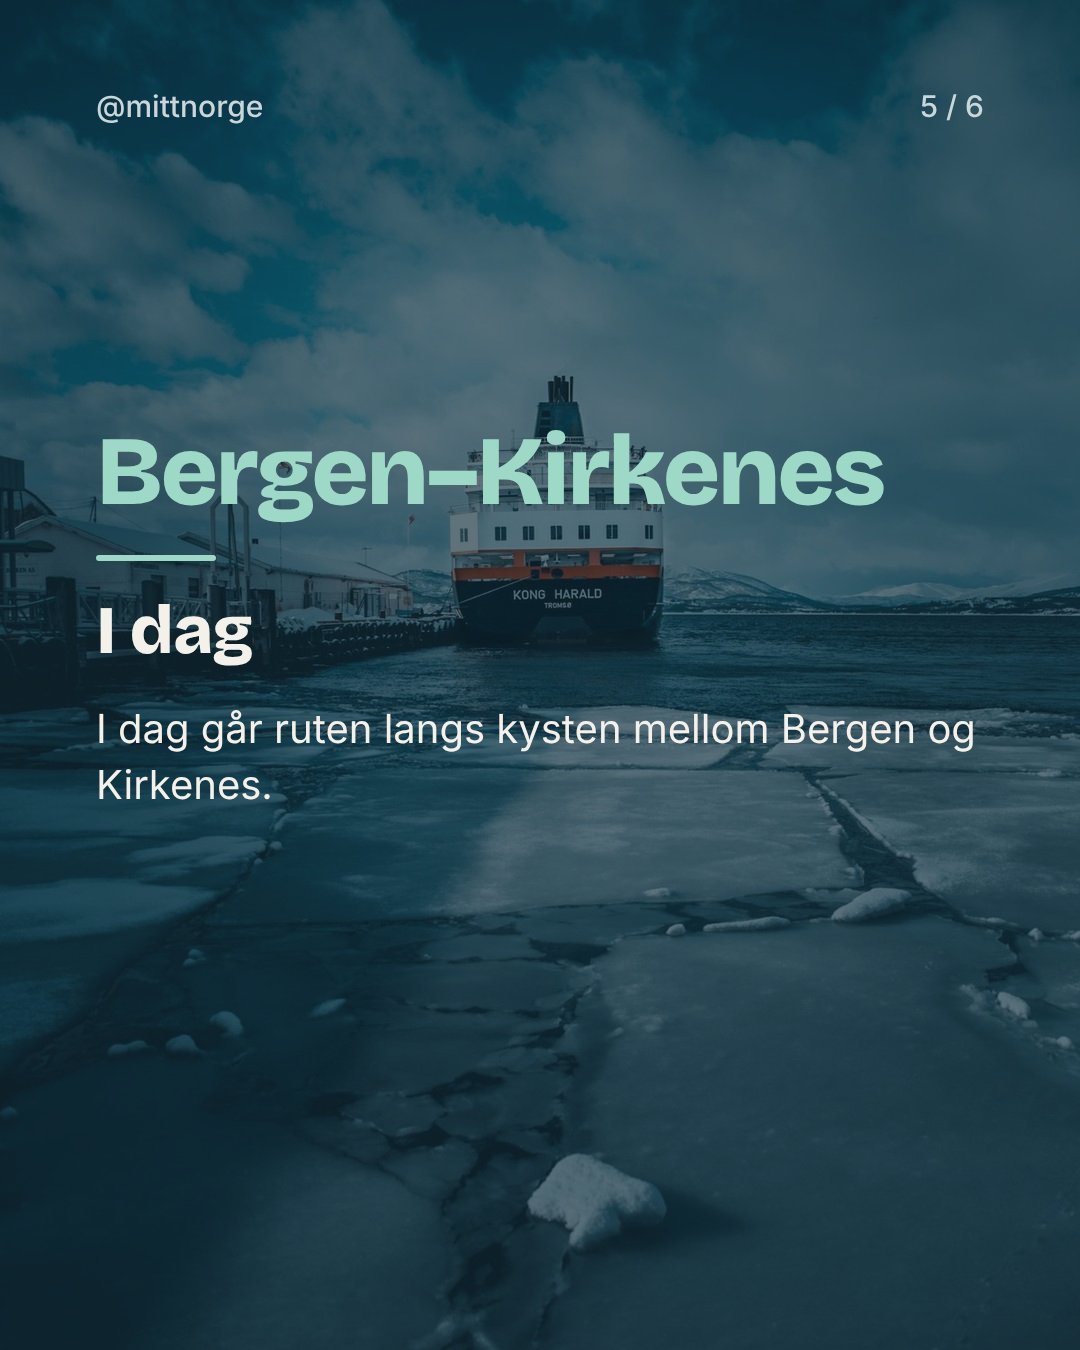 @mittnorge
5 / 6
Bergen–Kirkenes
I dag
I dag går ruten langs kysten mellom Bergen og
Kirkenes.
KONG HARALD
TROMSØ